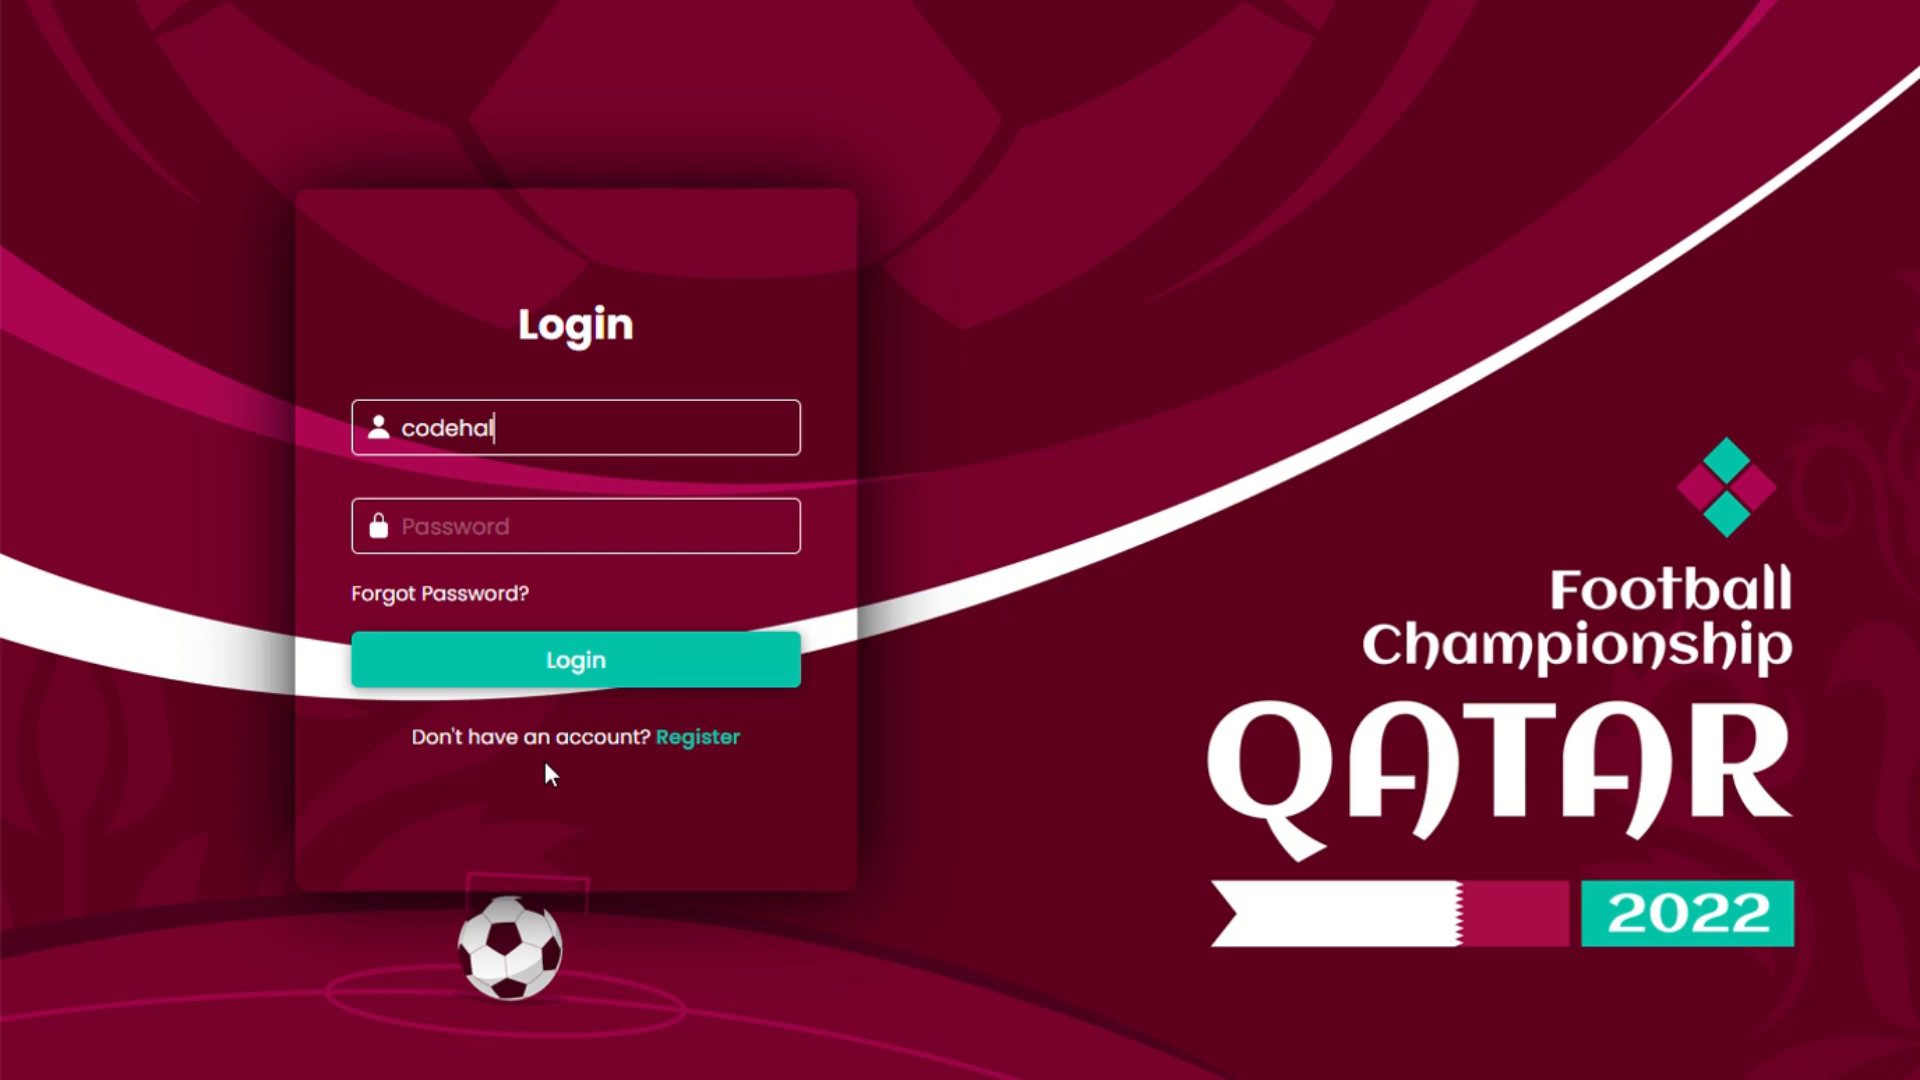 Login
codehal
Password
Forgot Password?
Login
Don't have an account? Register
Football
Championship
QATAR
2022